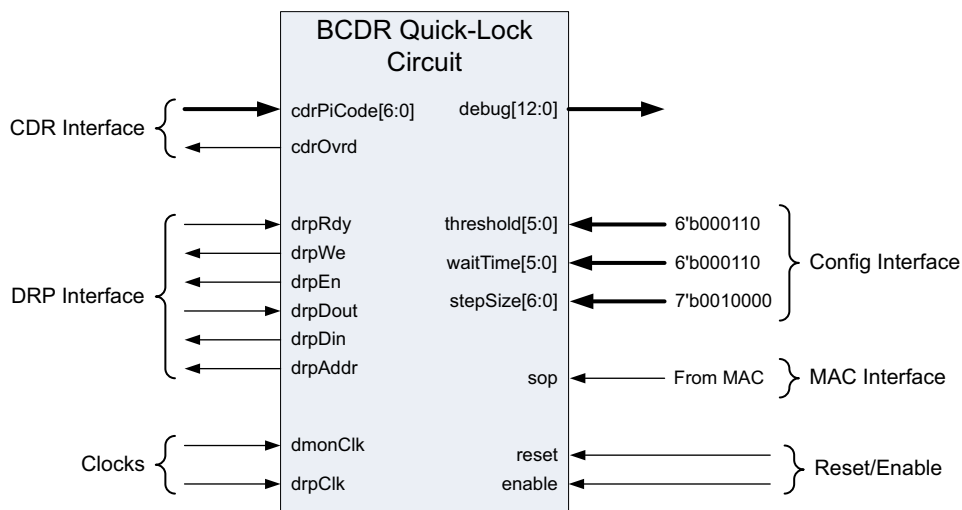 BCDR Quick-Lock
Circuit
CDR Interface
cdrPiCode[6:0]
cdrOvrd
debug[12:0]
DRP Interface
drpRdy
drpWe
drpEn
drpDout
drpDin
drpAddr
threshold[5:0]
6'b000110
waitTime[5:0]
6'b000110
stepSize[6:0]
7'b0010000
Config Interface
sop
From MAC
MAC Interface
Clocks
dmonClk
drpClk
reset
enable
Reset/Enable